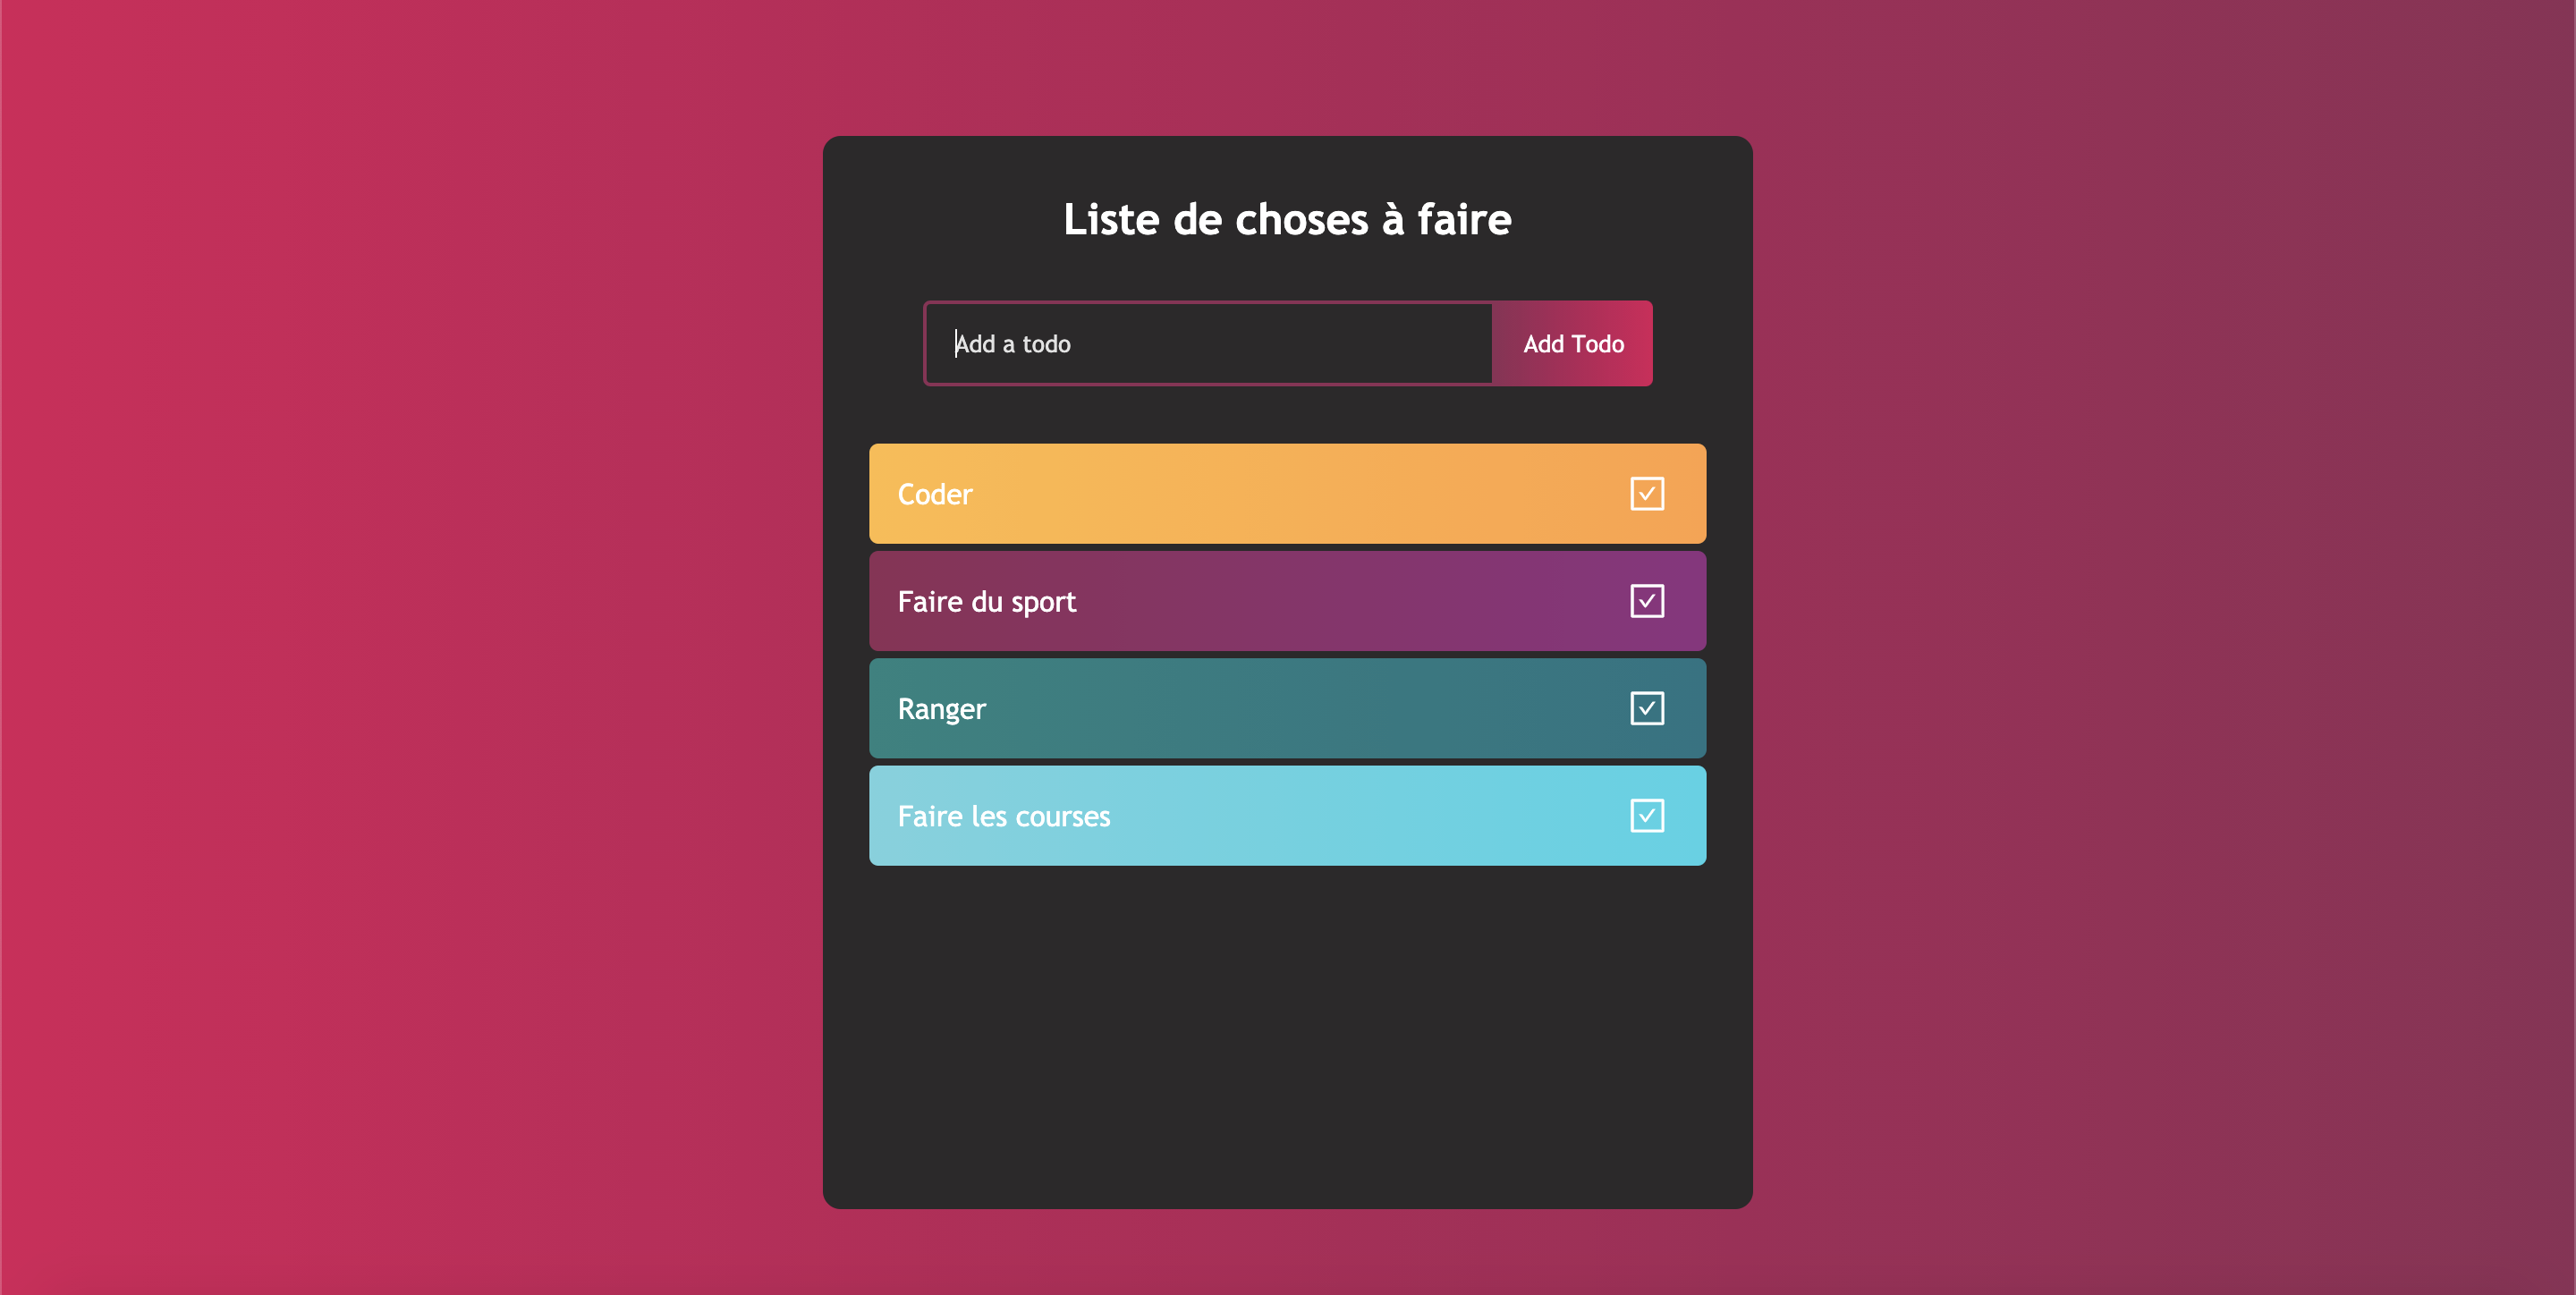 Liste de choses à faire
Add a todo
Add Todo
Coder
Faire du sport
Ranger
Faire les courses